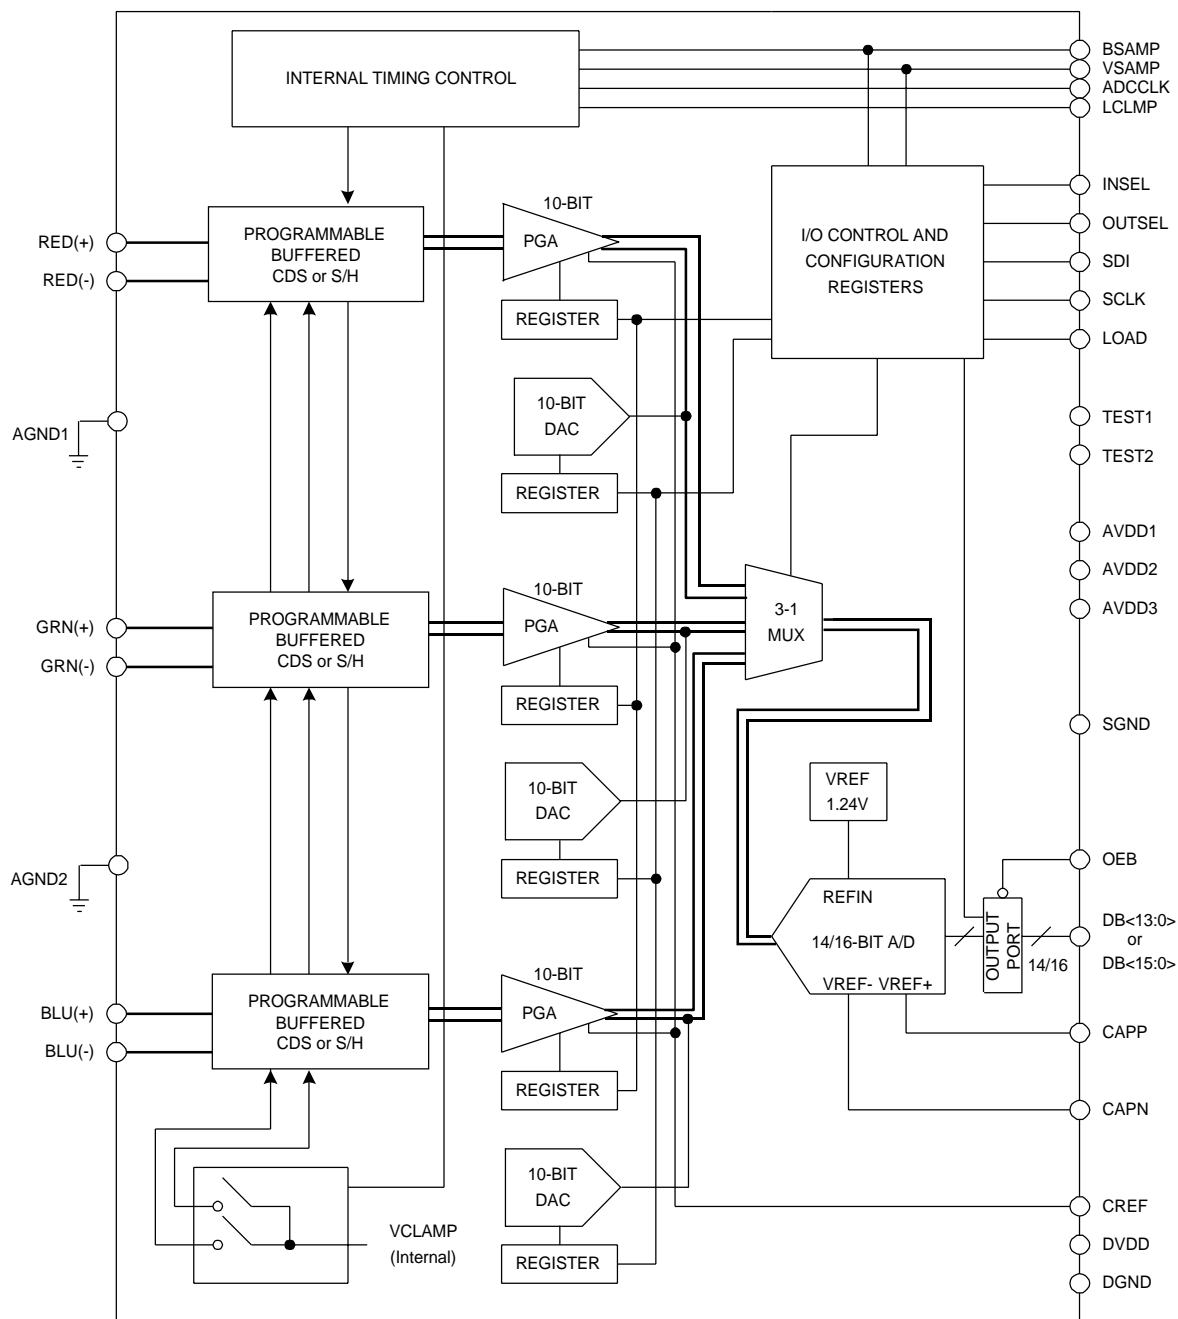 INTERNAL TIMING CONTROL
BSAMP
VSAMP
ADCCLK
LCLMP
INSEL
OUTSEL
SDI
SCLK
LOAD
I/O CONTROL AND
CONFIGURATION
REGISTERS
RED(+)
RED(-)
PROGRAMMABLE
BUFFERED
CDS or S/H
10-BIT
PGA
REGISTER
10-BIT
DAC
REGISTER
AGND1
TEST1
TEST2
AVDD1
AVDD2
AVDD3
GRN(+)
GRN(-)
PROGRAMMABLE
BUFFERED
CDS or S/H
10-BIT
PGA
REGISTER
3-1
MUX
SGND
10-BIT
DAC
REGISTER
VREF
1.24V
AGND2
OEB
REFIN
14/16-BIT A/D
VREF- VREF+
OUTPUT
PORT
14/16
DB<13:0>
or
DB<15:0>
BLU(+)
BLU(-)
PROGRAMMABLE
BUFFERED
CDS or S/H
10-BIT
PGA
REGISTER
CAPP
CAPN
10-BIT
DAC
REGISTER
VCLAMP
(Internal)
CREF
DVDD
DGND